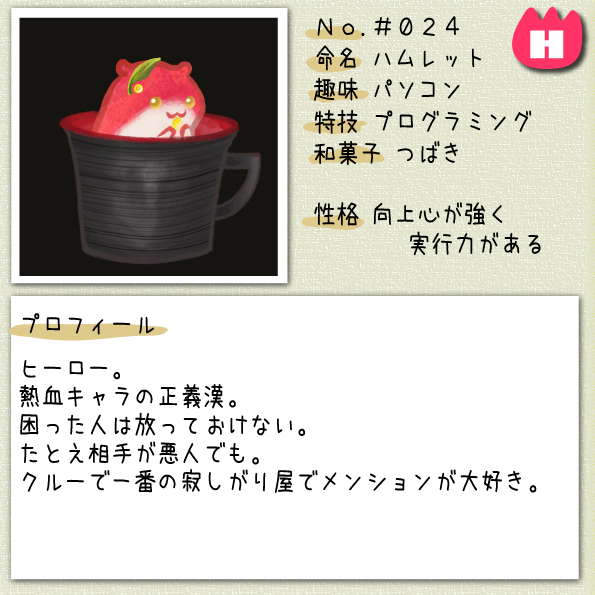 No.#024
H
命名 ハムレット
趣味 パソコン
特技 プログラミング
和菓子 つばき
性格 向上心が強く
実行力がある
プロフィール
ヒーロー。
熱血キャラの正義漢。
困った人は放っておけない。
たとえ相手が悪人でも。
クルーで一番の寂しがり屋でメンションが大好き。